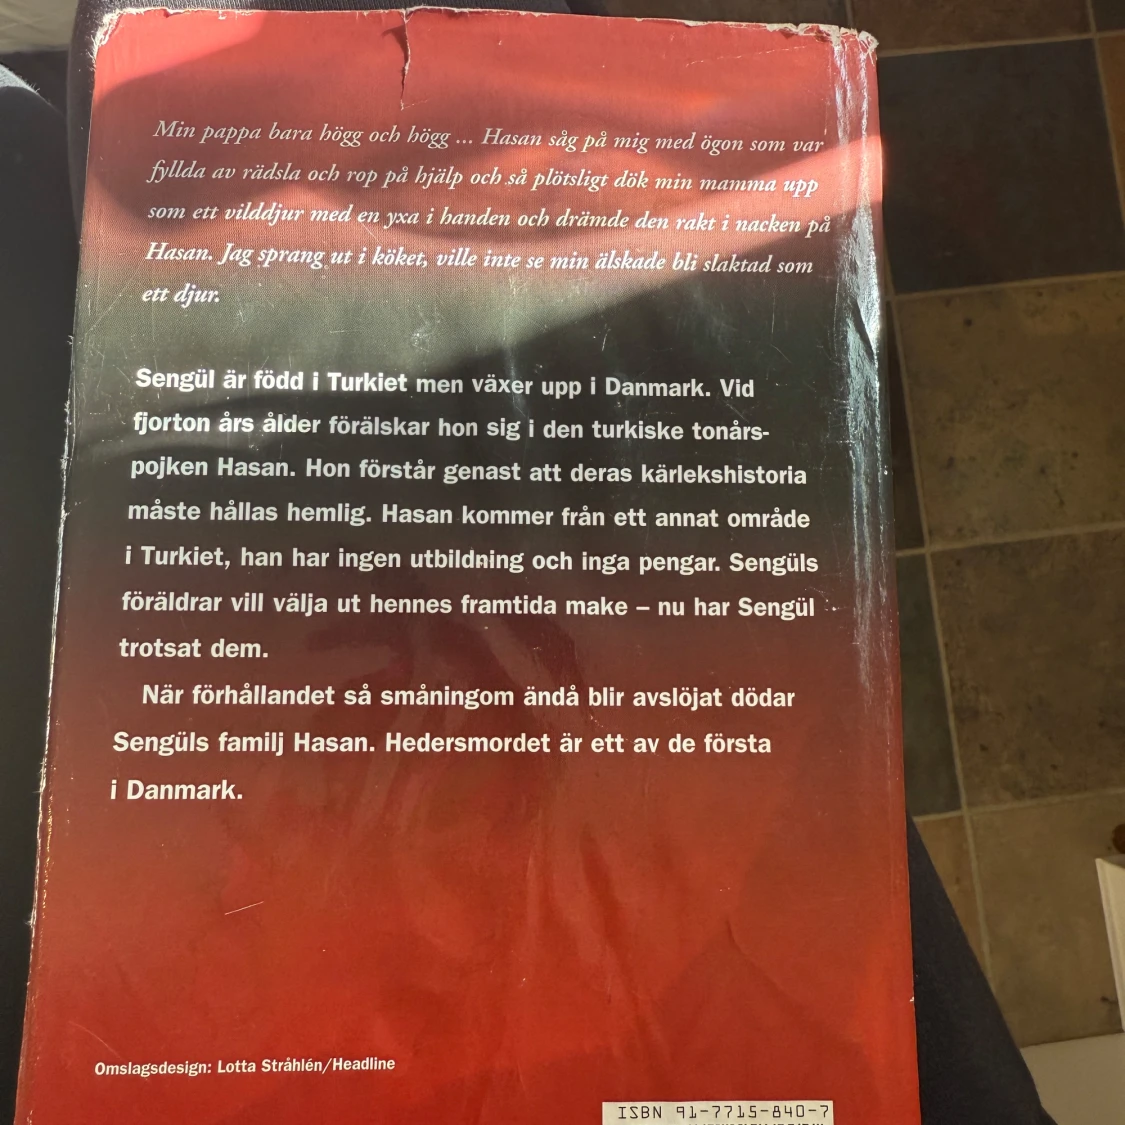 Min pappa bara högg och högg ... Hasan såg på mig med ögon som var
fyllda av rädsla och rop på hjälp och så plötsligt dök min mamma upp
som ett vilddjur med en yxa i handen och drämde den rakt i nacken på
Hasan. Jag sprang ut i köket, ville inte se min älskade bli slaktad som
ett djur.
Sengül är född i Turkiet men växer upp i Danmark. Vid
fjorton års ålder förälskar hon sig i den turkiske tonårs-
pojken Hasan. Hon förstår genast att deras kärlekshistoria
måste hållas hemlig. Hasan kommer från ett annat område
i Turkiet, han har ingen utbildning och inga pengar. Sengüls
föräldrar vill välja ut hennes framtida make – nu har Sengül
trotsat dem.
När förhållandet så småningom ändå blir avslöjat dödar
Sengüls familj Hasan. Hedersmordet är ett av de första
i Danmark.
Omslagsdesign: Lotta Stråhlén/Headline
ISBN 91-7715-840-7